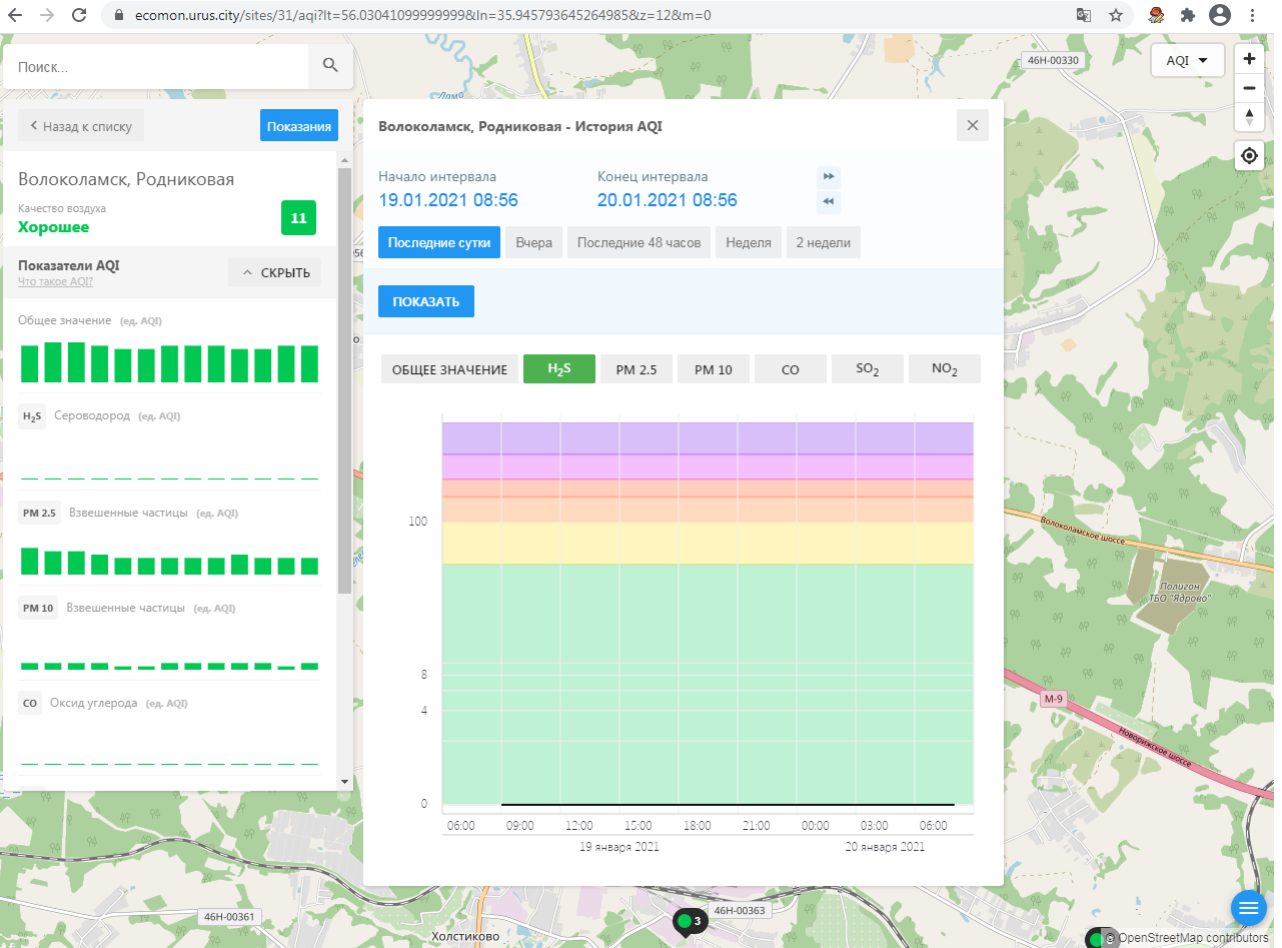 ecomon.urus.city/sites/31/aqi?lt=56.03041099999999&ln=35.945793645264985&z=12&m=0
Поиск...
46Н-00330
AQI
Лама
Назад к списку
Показания
Волоколамск, Родниковая - История AQI
Волоколамск, Родниковая
Качество воздуха
Хорошее
11
Начало интервала
Конец интервала
19.01.2021 08:56
20.01.2021 08:56
Последние сутки
Вчера
Последние 48 часов
Неделя
2 недели
Показатели AQI
Что такое AQI?
СКРЫТЬ
ПОКАЗАТЬ
Общее значение (ед. AQI)
ОБЩЕЕ ЗНАЧЕНИЕ
H2S
PM 2.5
PM 10
CO
SO2
NO2
H2S Сероводород (ед. AQI)
PM 2.5 Взвешенные частицы (ед. AQI)
PM 10 Взвешенные частицы (ед. AQI)
CO Оксид углерода (ед. AQI)
100
8
4
0
06:00
09:00
12:00
15:00
18:00
21:00
00:00
03:00
06:00
19 января 2021
20 января 2021
Волоколамское шоссе
Полигон
ТБО "Ядрово"
М-9
Новорижское шоссе
46Н-00361
46Н-00363
3
Холстиково
© OpenStreetMap contributors